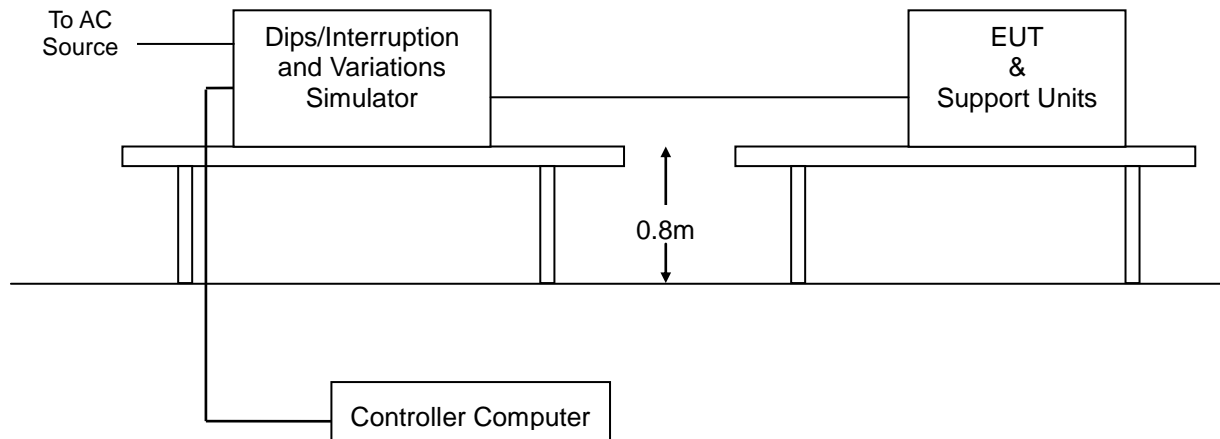 To AC
Source
Dips/Interruption
and Variations
Simulator
EUT
&
Support Units
0.8m
Controller Computer